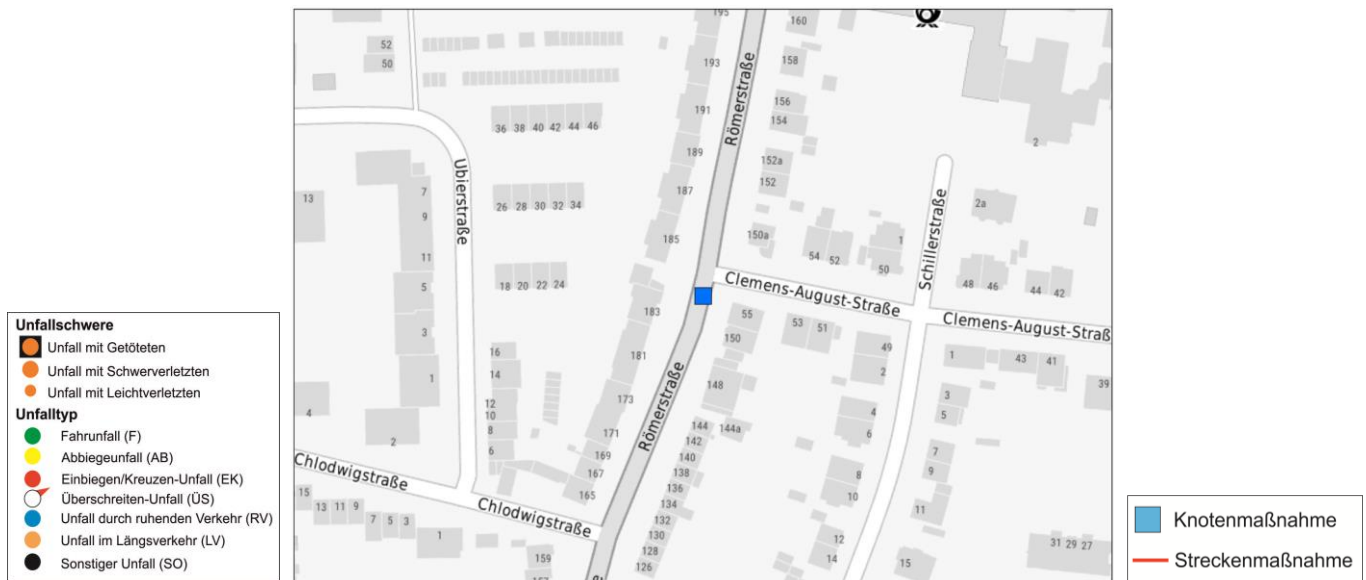 Unfallschwere
Unfall mit Getöteten
Unfall mit Schwerverletzten
Unfall mit Leichtverletzten
Unfalltyp
Fahrunfall (F)
Abbiegeunfall (AB)
Einbiegen/Kreuzen-Unfall (EK)
Überschreiten-Unfall (ÜS)
Unfall durch ruhenden Verkehr (RV)
Unfall im Längsverkehr (LV)
Sonstiger Unfall (SO)
195
160
52
50
193
158
191
156
154
36 38 40 42 44 46
Römerstraße
189
152a
152
2
Ubierstraße
7
13
9
187
26 28 30 32 34
2a
Schillerstraße
185
150a
54 52
1
50
11
5
18 20 22 24
48 46
44 42
Clemens-August-Straße
183
55
53 51
Clemens-August-Straß
3
150
49
16
181
2
1 43 41
14
1
148
39
173
3
5
12
10
4
4
8
171
Römerstraße
144 144a
6
142
2
6
169
140
7
167
138
8
9
Chlodwigstraße
165
136
10
15
13 11 9
134
11
Chlodwigstraße
7 5 3
132
1
130
12
31 29 27
159
128
14
15
126
Knotenmaßnahme
Streckenmaßnahme